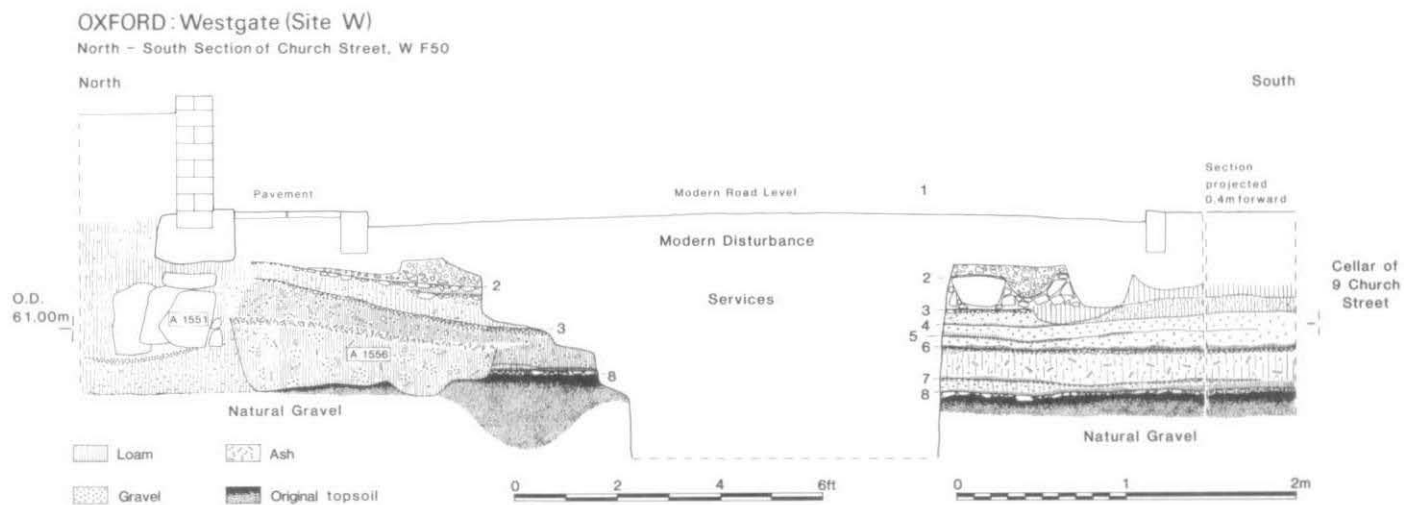 OXFORD: Westgate (Site W)
North - South Section of Church Street, W F50
North
South
Section
projected
0.4m forward
Pavement
Modern Road Level
1
Modern Disturbance
Services
Cellar of
9 Church
Street
O.D.
61.00m
A 1551
A 1556
2
3
8
2
3
4
5
6
7
8
Natural Gravel
Natural Gravel
Loam
Ash
Gravel
Original topsoil
0 2 4 6ft
0 1 2m